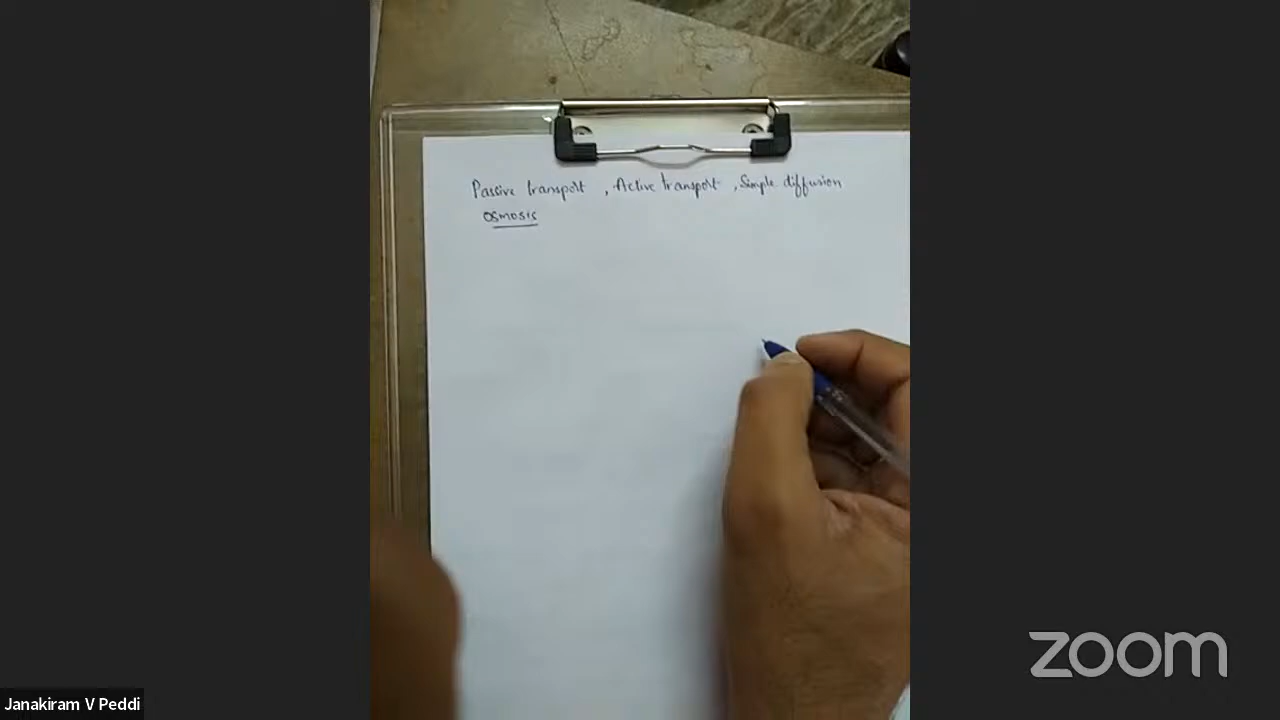 Passive transport , Active transport , Simple diffusion
osmosis
zoom
Janakiram V Peddi